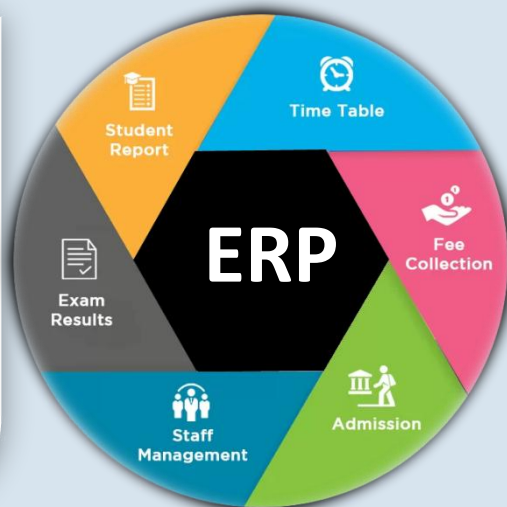 Student
Report
Time Table
Fee
Collection
ERP
Exam
Results
Admission
Staff
Management